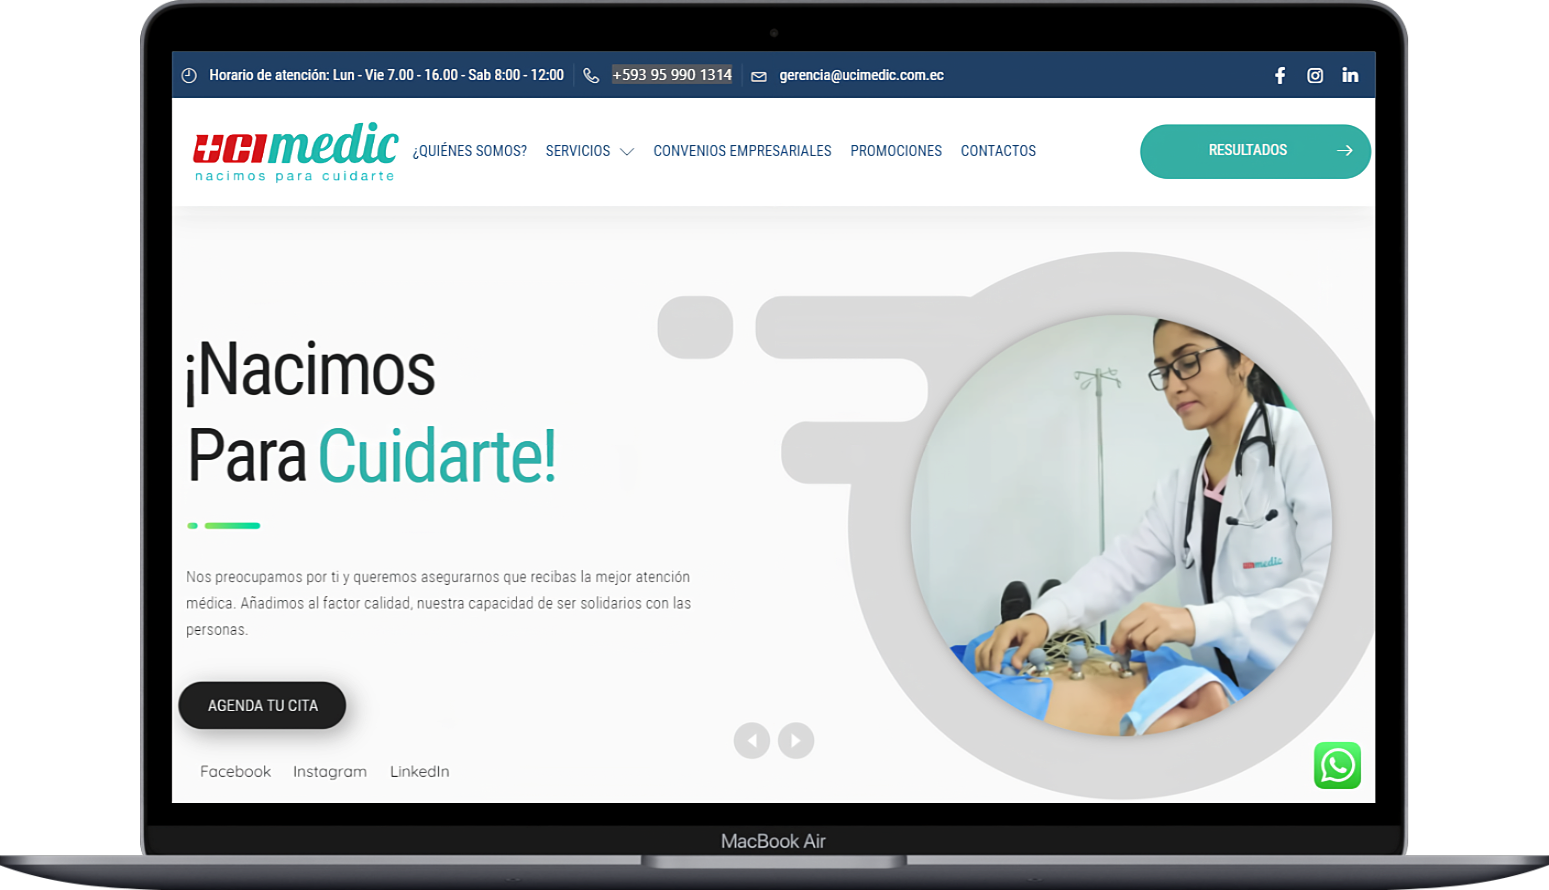 Horario de atención: Lun - Vie 7.00 - 16.00 - Sab 8:00 - 12:00 +593 95 990 1314 gerencia@ucimedic.com.ec
ucimedic
nacimos para cuidarte
¿QUIÉNES SOMOS? SERVICIOS CONVENIOS EMPRESARIALES PROMOCIONES CONTACTOS RESULTADOS
¡Nacimos
Para Cuidarte!
Nos preocupamos por ti y queremos asegurarnos que recibas la mejor atención
médica. Añadimos al factor calidad, nuestra capacidad de ser solidarios con las
personas.
ucimedic
AGENDA TU CITA
Facebook Instagram LinkedIn
MacBook Air